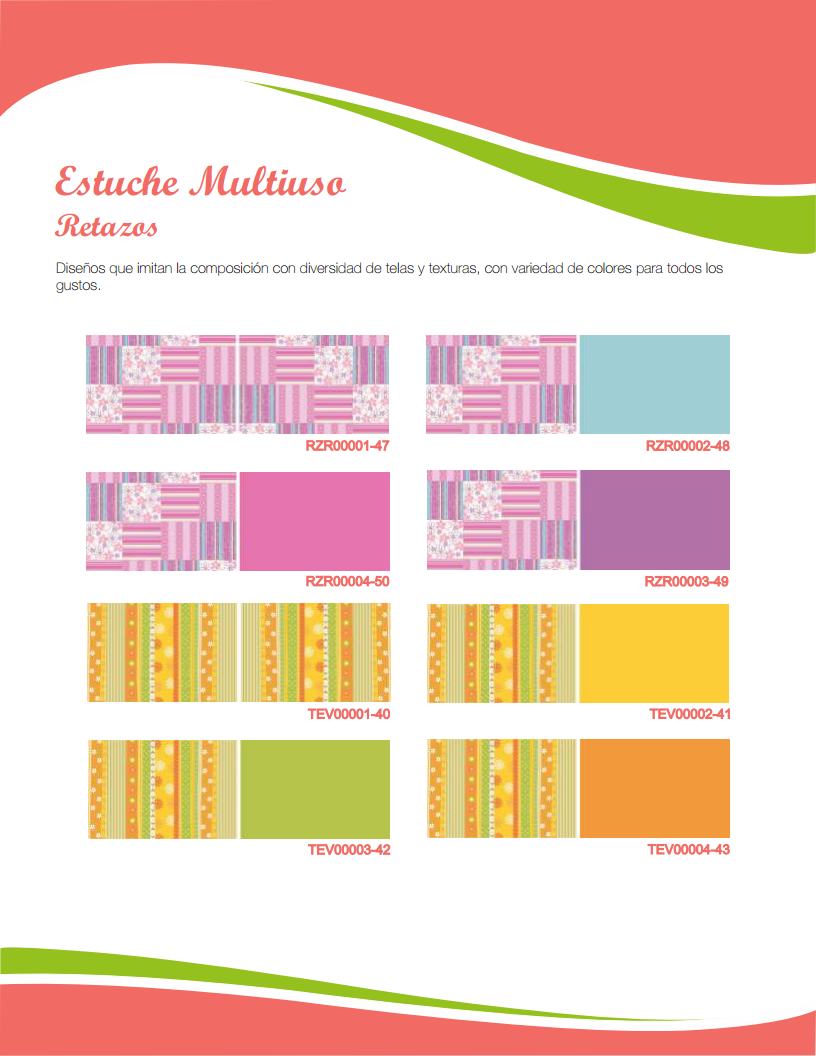 Estuche Multiuso
Retazos
Diseños que imitan la composición con diversidad de telas y texturas, con variedad de colores para todos los
gustos.
RZR00001-47
RZR00002-48
RZR00004-50
RZR00003-49
TEV00001-40
TEV00002-41
TEV00003-42
TEV00004-43